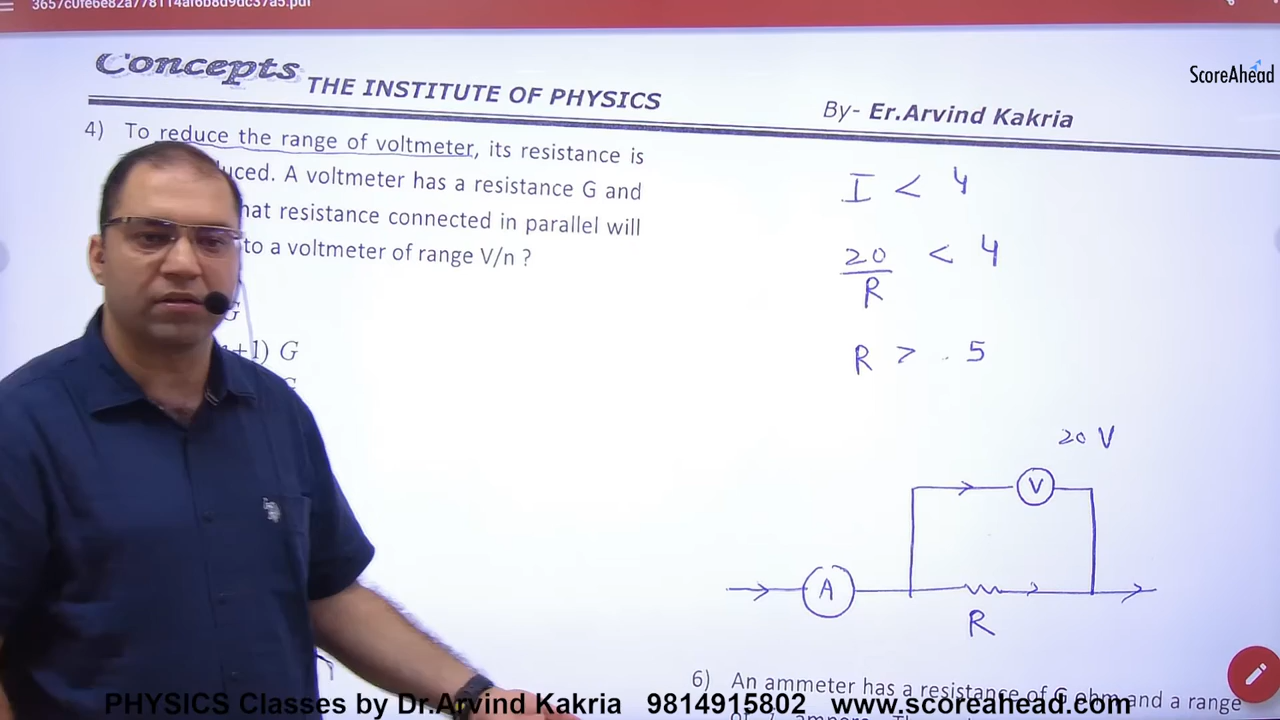 3657c0fe6e82a778114af6b8d9dc37a5.pdf
Concepts THE INSTITUTE OF PHYSICS
By- Er.Arvind Kakria
ScoreAhead
4) To reduce the range of voltmeter, its resistance is
. A voltmeter has a resistance G and
resistance connected in parallel will
to a voltmeter of range V/n ?
G
+1) G
I < 4
20/R < 4
R > 5
20 V
V
A
R
6) An ammeter has a resistance of G ohm and a range
PHYSICS Classes by Dr.Arvind Kakria 9814915802 www.scoreahead.com